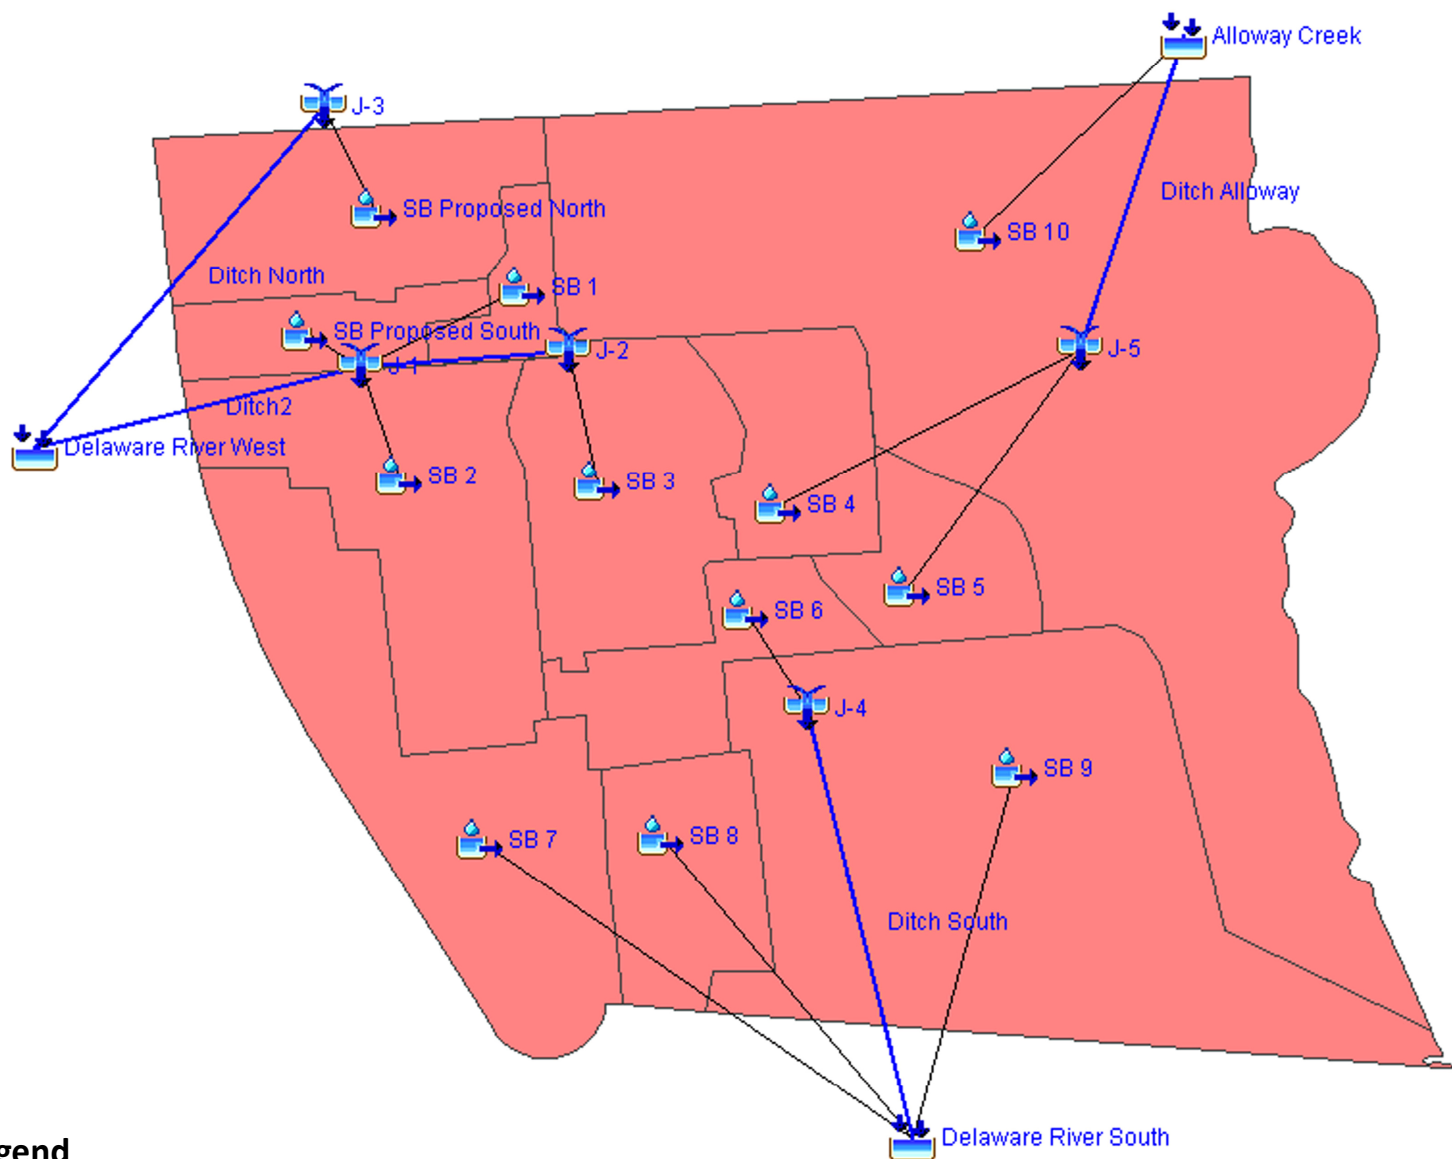 Alloway Creek
J-3
Ditch Alloway
SB Proposed North
SB 10
Ditch North
SB 1
SB Proposed South
J-2
J-5
J-1
Ditch2
Delaware River West
SB 2
SB 3
SB 4
SB 5
SB 6
J-4
SB 9
SB 7
SB 8
Ditch South
Delaware River South
gend